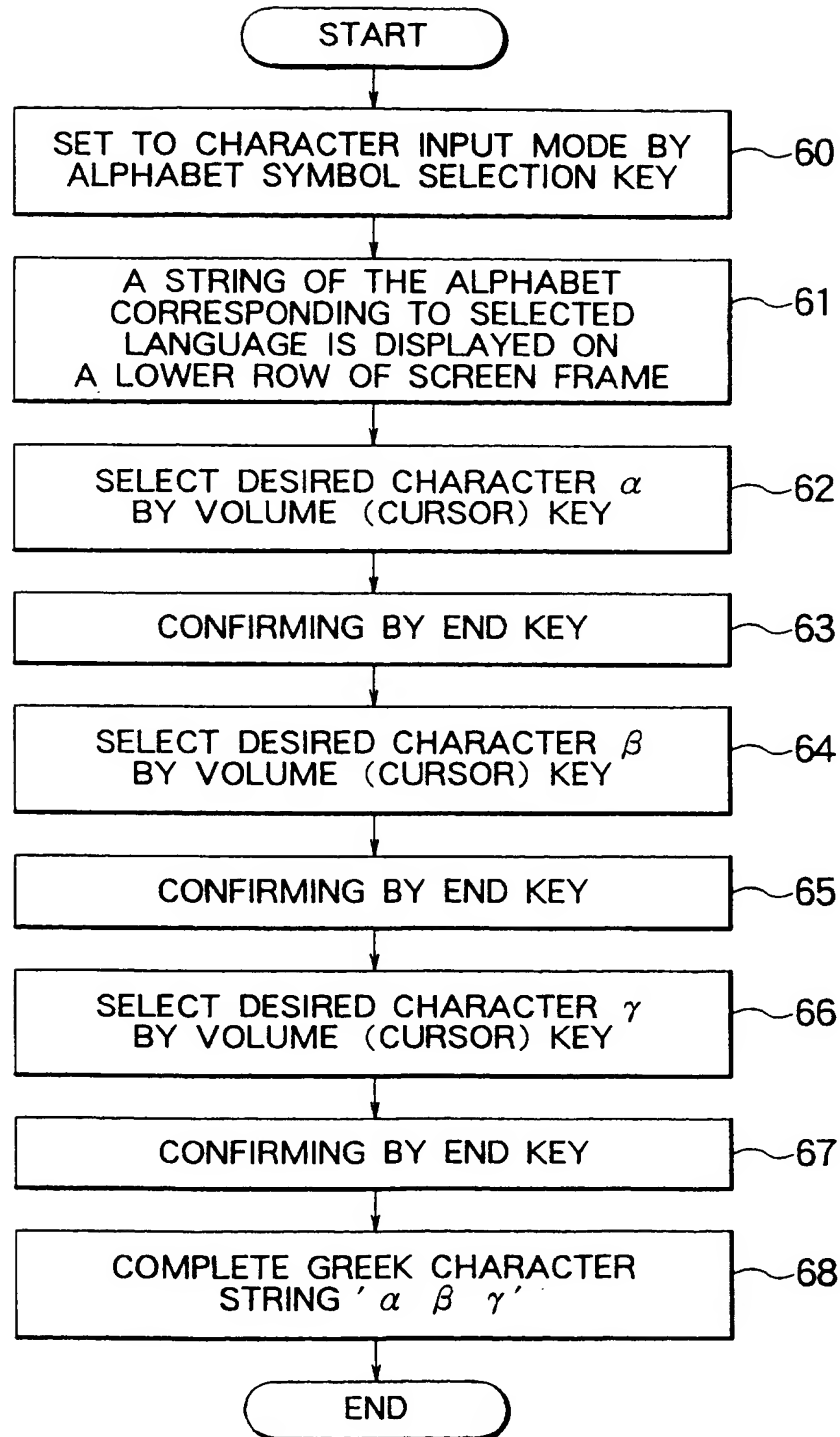 START
SET TO CHARACTER INPUT MODE BY
ALPHABET SYMBOL SELECTION KEY
60
A STRING OF THE ALPHABET
CORRESPONDING TO SELECTED
LANGUAGE IS DISPLAYED ON
A LOWER ROW OF SCREEN FRAME
61
SELECT DESIRED CHARACTER α
BY VOLUME (CURSOR) KEY
62
CONFIRMING BY END KEY
63
SELECT DESIRED CHARACTER β
BY VOLUME (CURSOR) KEY
64
CONFIRMING BY END KEY
65
SELECT DESIRED CHARACTER γ
BY VOLUME (CURSOR) KEY
66
CONFIRMING BY END KEY
67
COMPLETE GREEK CHARACTER
STRING ' α β γ '
68
END